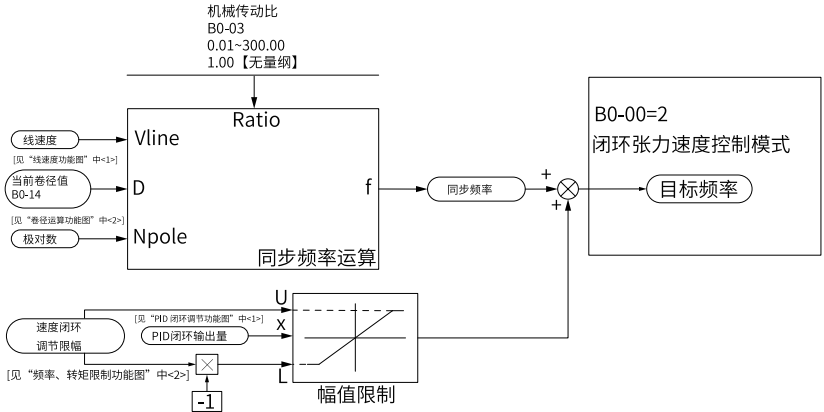 机械传动比
B0-03
0.01~300.00
1.00【无量纲】
Ratio
线速度
Vline
[见“线速度功能图”中<1>]
当前卷径值
B0-14
D
f
同步频率
[见“卷径运算功能图”中<2>]
极对数
Npole
同步频率运算
+
+
B0-00=2
闭环张力速度控制模式
目标频率
速度闭环
调节限幅
[见“PID闭环调节功能图”中<1>]
PID闭环输出量
U
x
L
[见“频率、转矩限制功能图”中<2>]
-1
幅值限制